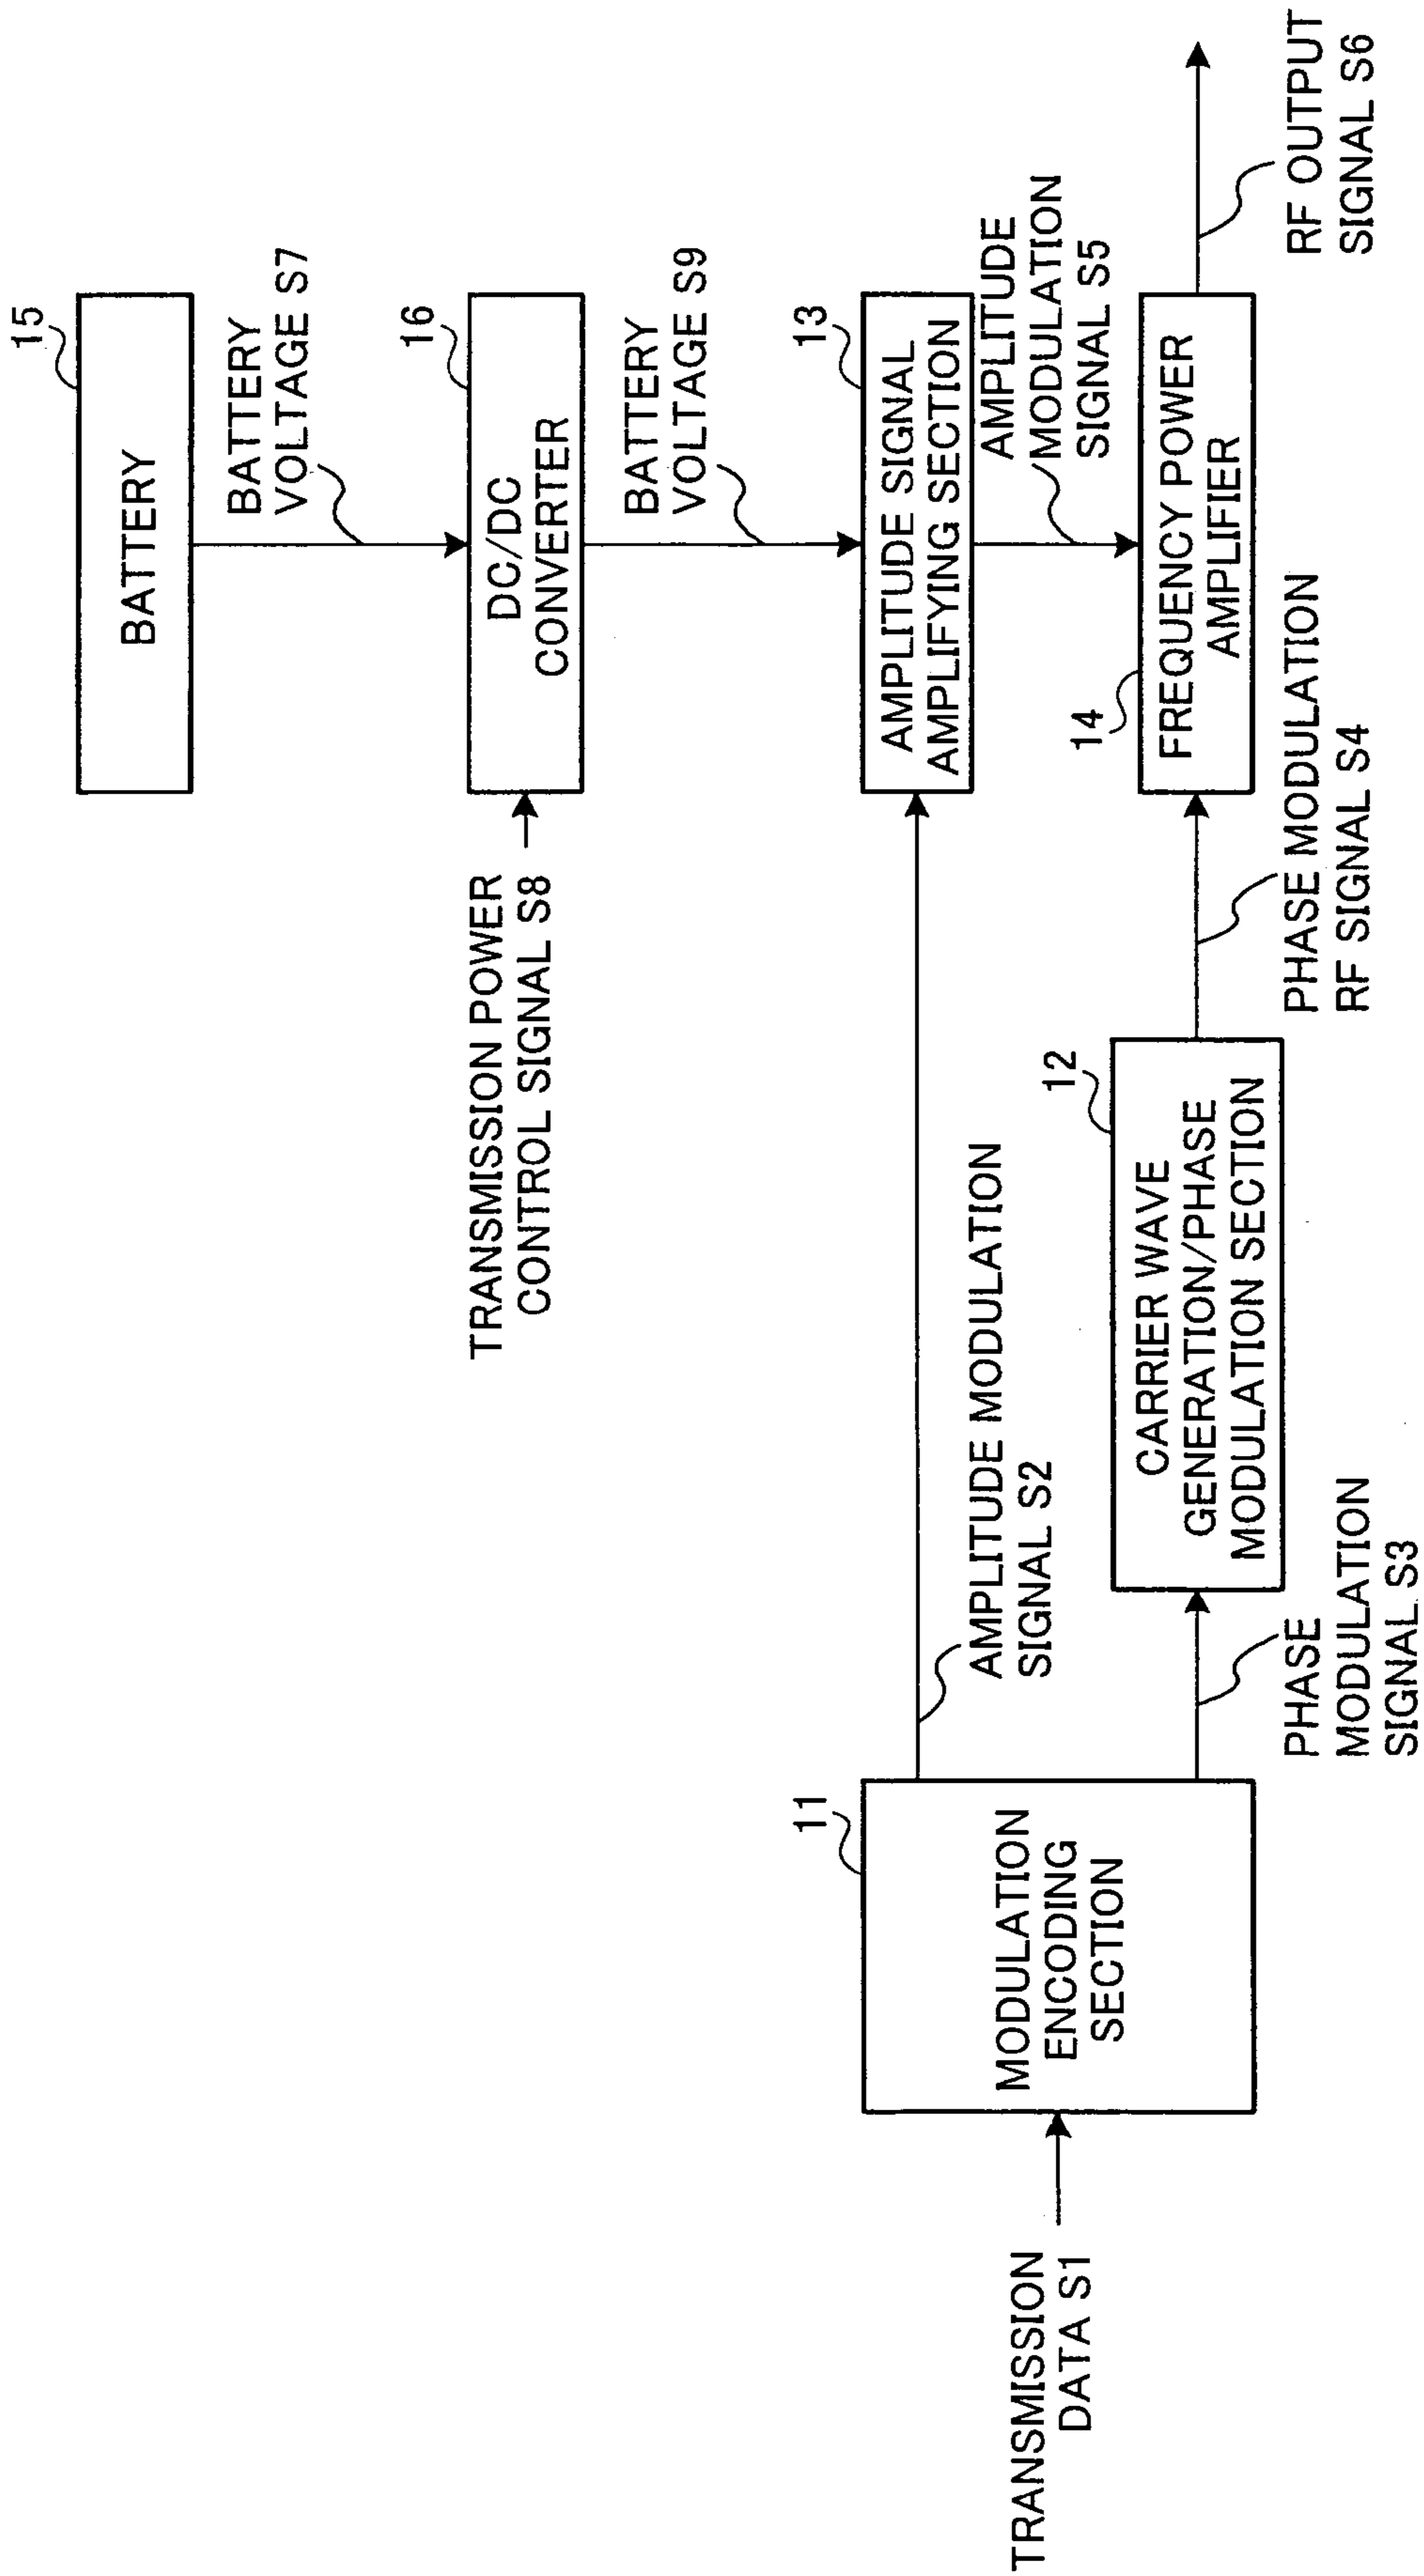 15
BATTERY
BATTERY
VOLTAGE S7
16
DC/DC
CONVERTER
TRANSMISSION POWER
CONTROL SIGNAL S8
BATTERY
VOLTAGE S9
11
MODULATION
ENCODING
SECTION
TRANSMISSION
DATA S1
AMPLITUDE MODULATION
SIGNAL S2
13
AMPLITUDE SIGNAL
AMPLIFYING SECTION
AMPLITUDE
MODULATION
SIGNAL S5
PHASE
MODULATION
SIGNAL S3
12
CARRIER WAVE
GENERATION/PHASE
MODULATION SECTION
PHASE MODULATION
RF SIGNAL S4
14
FREQUENCY POWER
AMPLIFIER
RF OUTPUT
SIGNAL S6